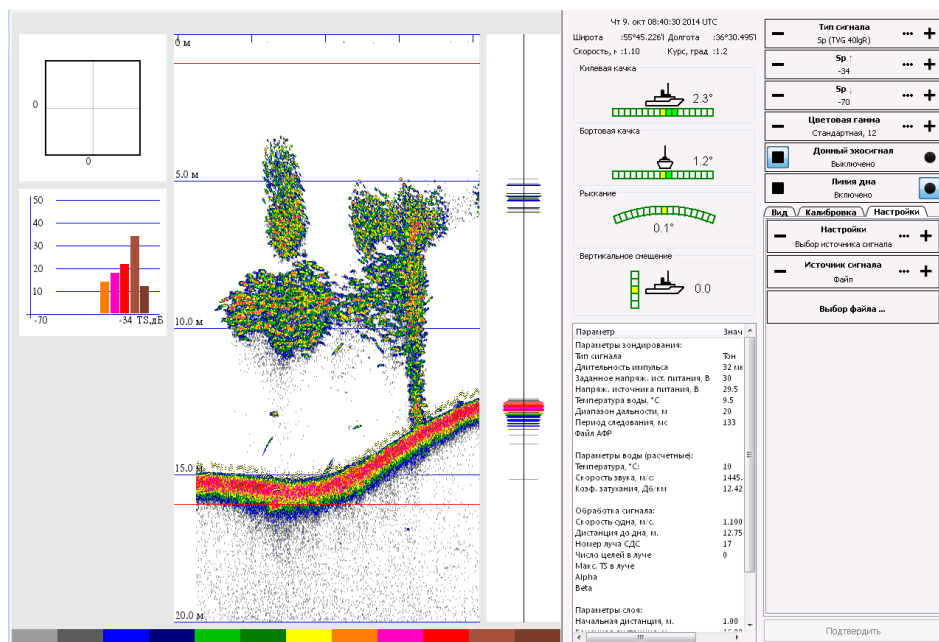 Чт 9. окт 08:40:30 2014 UTC
Широта :55°45.226'l Долгота :36°30.495'l
Скорость, к :1.10 Курс, град :1.2
Килевая качка
2.3°
Бортовая качка
1.2°
Рыскание
0.1°
Вертикальное смещение
0.0
Параметр Знач
Параметры зондирования:
Тип сигнала Тон
Длительность импульса 32 мк
Заданное напряж. ист. питания, В 30
Напряж. источника питания, В 29.5
Температура воды, °C 9.5
Диапазон дальности, м 20
Период следования, мс 133
Файл АФР
Параметры воды (расчетные):
Температура, °C: 10
Скорость звука, м/с: 1445.
Коэф. затухания, Дб/км 12.42
Обработка сигнала:
Скорость судна, м/с. 1.100
Дистанция до дна, м. 12.75
Номер луча СДС 17
Число целей в луче 0
Макс. TS в луче
Alpha
Beta
Параметры слоя:
Начальная дистанция, м. 1.00
0 м
5.0 м
10.0 м
15.0 м
20.0 м
0
0
50
40
30
20
10
-70 -34 TS,дБ
Тип сигнала
Sp (TVG 40lgR)
Sp ↑
-34
Sp ↓
-70
Цветовая гамма
Стандартная, 12
Донный эхосигнал
Выключено
Линия дна
Включено
Вид Калибровка Настройки
Настройки
Выбор источника сигнала
Источник сигнала
Файл
Выбор файла ...
Подтвердить